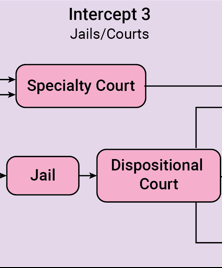 Intercept 3
Jails/Courts
Specialty Court
Jail
Dispositional
Court